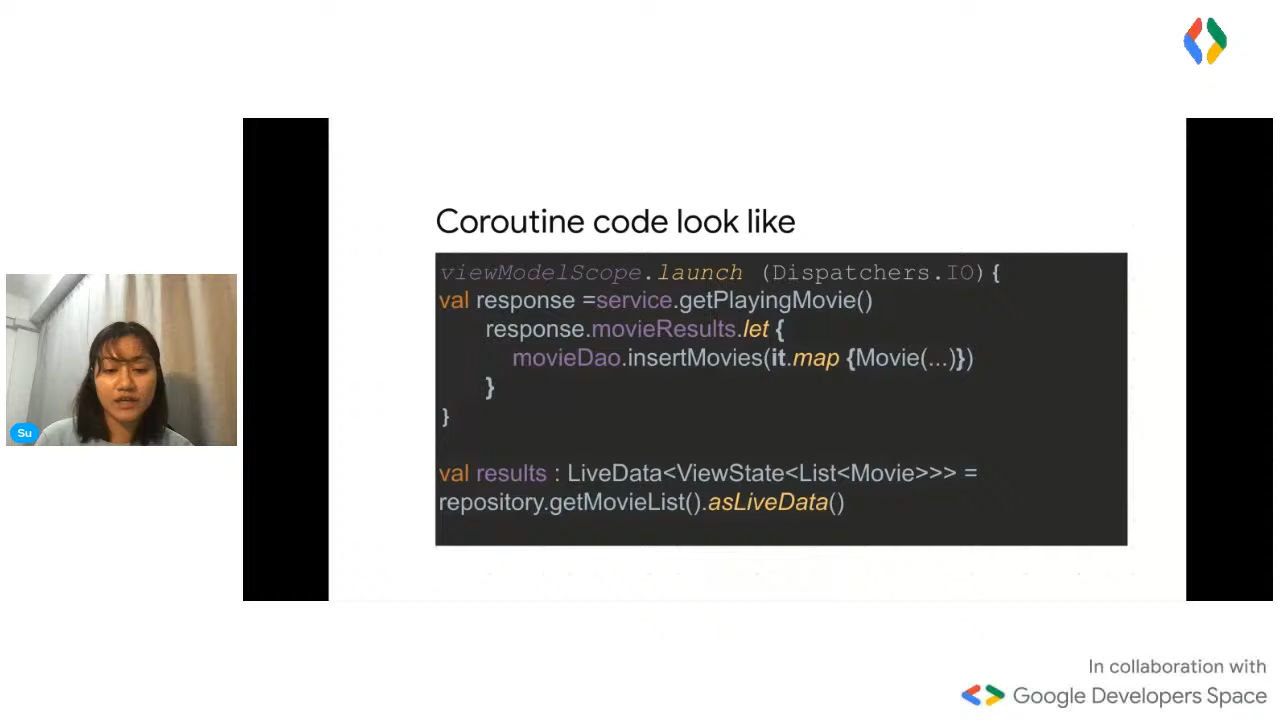 Coroutine code look like
viewModelScope.launch (Dispatchers.IO){
val response =service.getPlayingMovie()
response.movieResults.let {
movieDao.insertMovies(it.map {Movie(...)})
}
}
val results : LiveData<ViewState<List<Movie>>> =
repository.getMovieList().asLiveData()
Su
In collaboration with
Google Developers Space